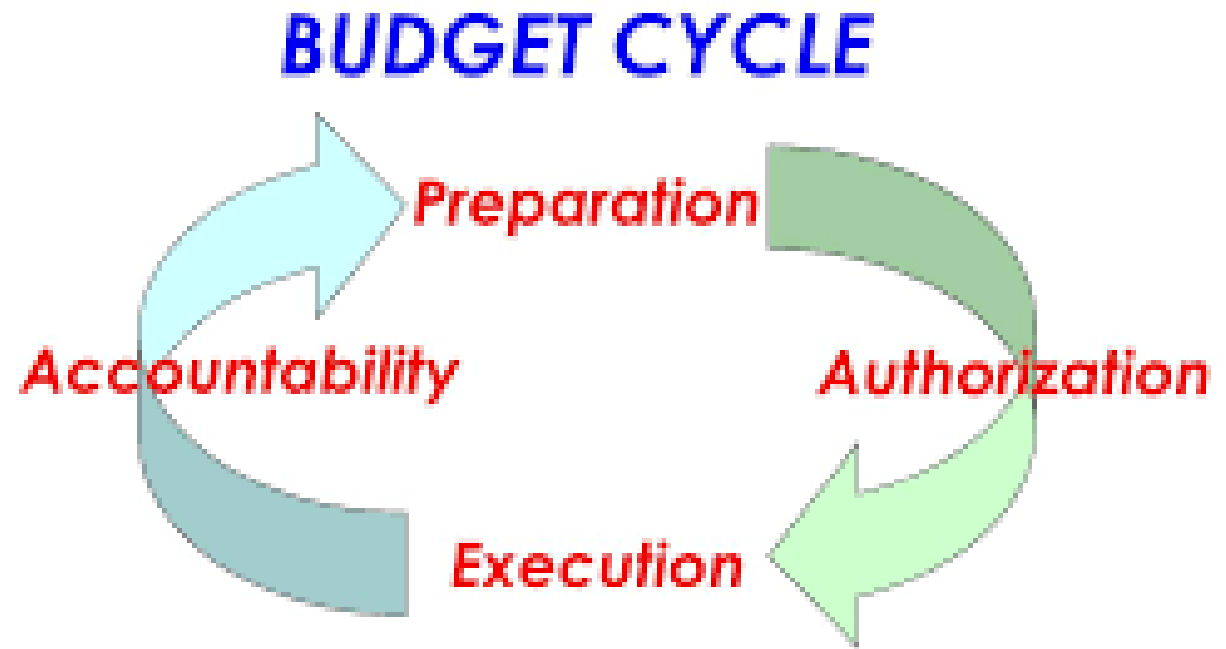 BUDGET CYCLE
Preparation
Accountability
Authorization
Execution